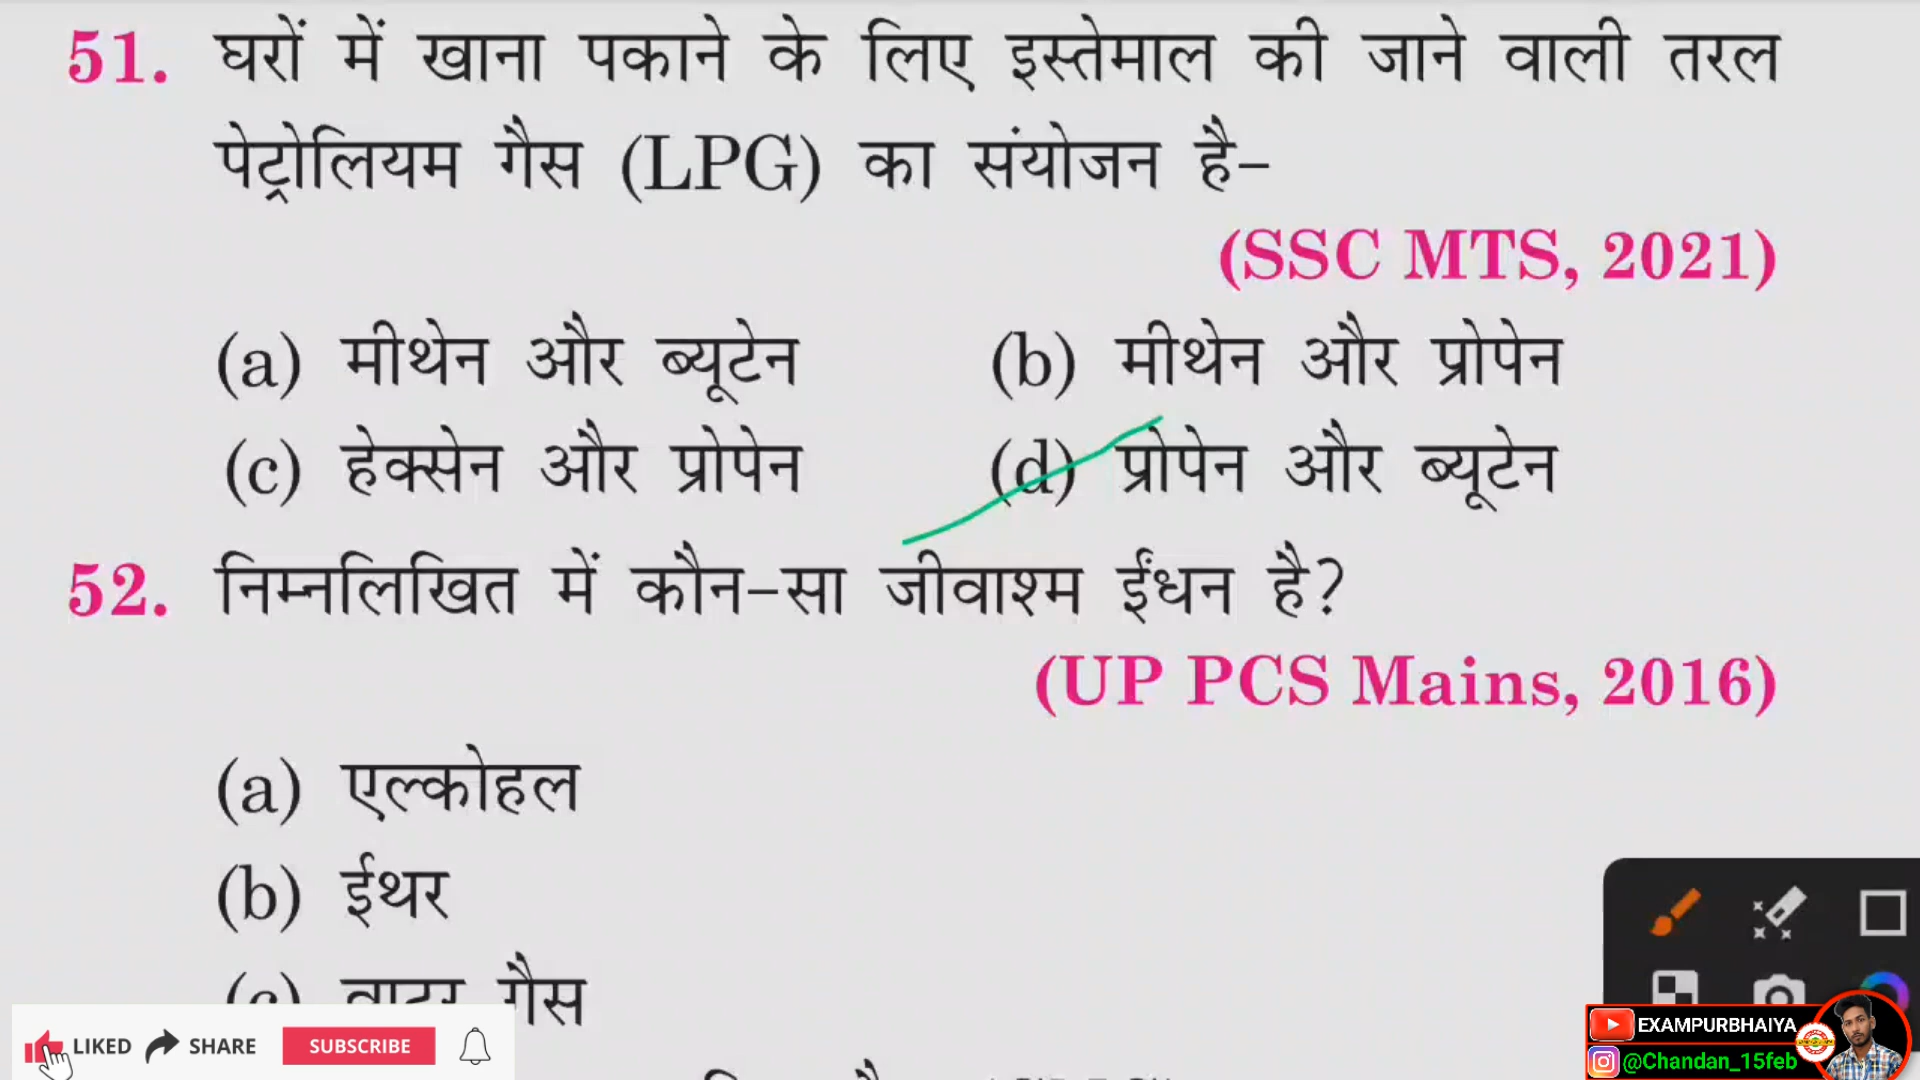 51. घरों में खाना पकाने के लिए इस्तेमाल की जाने वाली तरल
पेट्रोलियम गैस (LPG) का संयोजन है-
(SSC MTS, 2021)
(a) मीथेन और ब्यूटेन (b) मीथेन और प्रोपेन
(c) हेक्सेन और प्रोपेन (d) प्रोपेन और ब्यूटेन
52. निम्नलिखित में कौन-सा जीवाश्म ईंधन है?
(UP PCS Mains, 2016)
(a) एल्कोहल
(b) ईथर
(c) वाटर गैस
LIKED SHARE SUBSCRIBE
EXAMPURBHAIYA
@Chandan_15feb